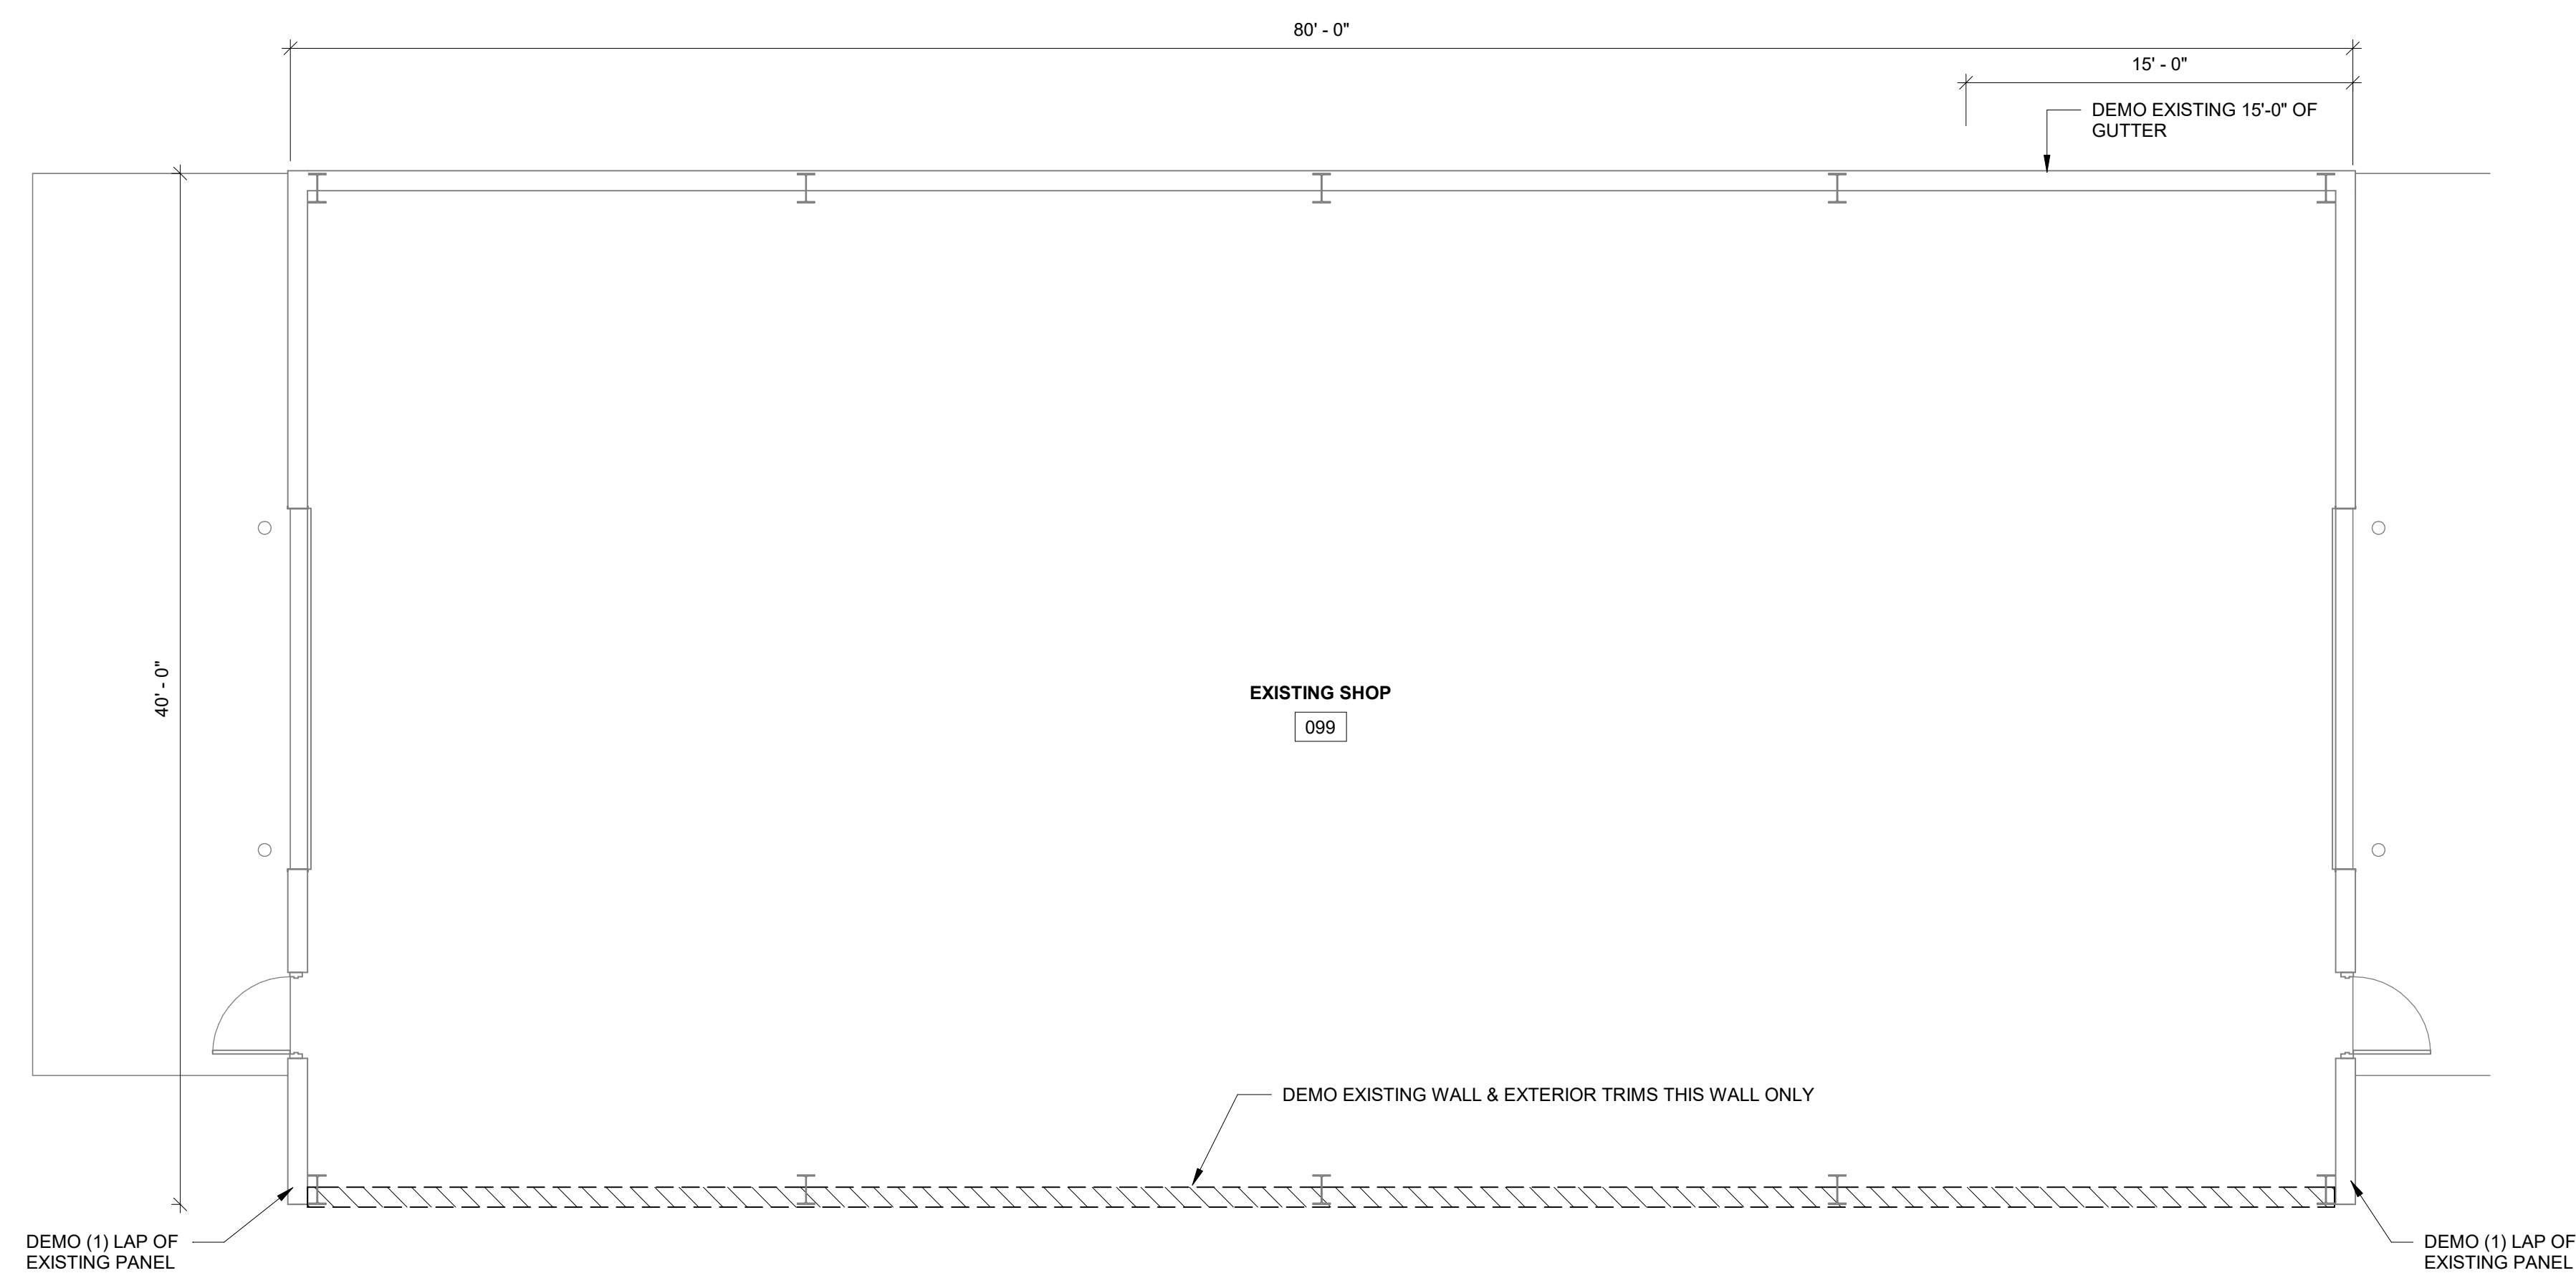 80' - 0"
15' - 0"
DEMO EXISTING 15'-0" OF
GUTTER
40' - 0"
EXISTING SHOP
099
DEMO EXISTING WALL & EXTERIOR TRIMS THIS WALL ONLY
DEMO (1) LAP OF
EXISTING PANEL
DEMO (1) LAP OF
EXISTING PANEL